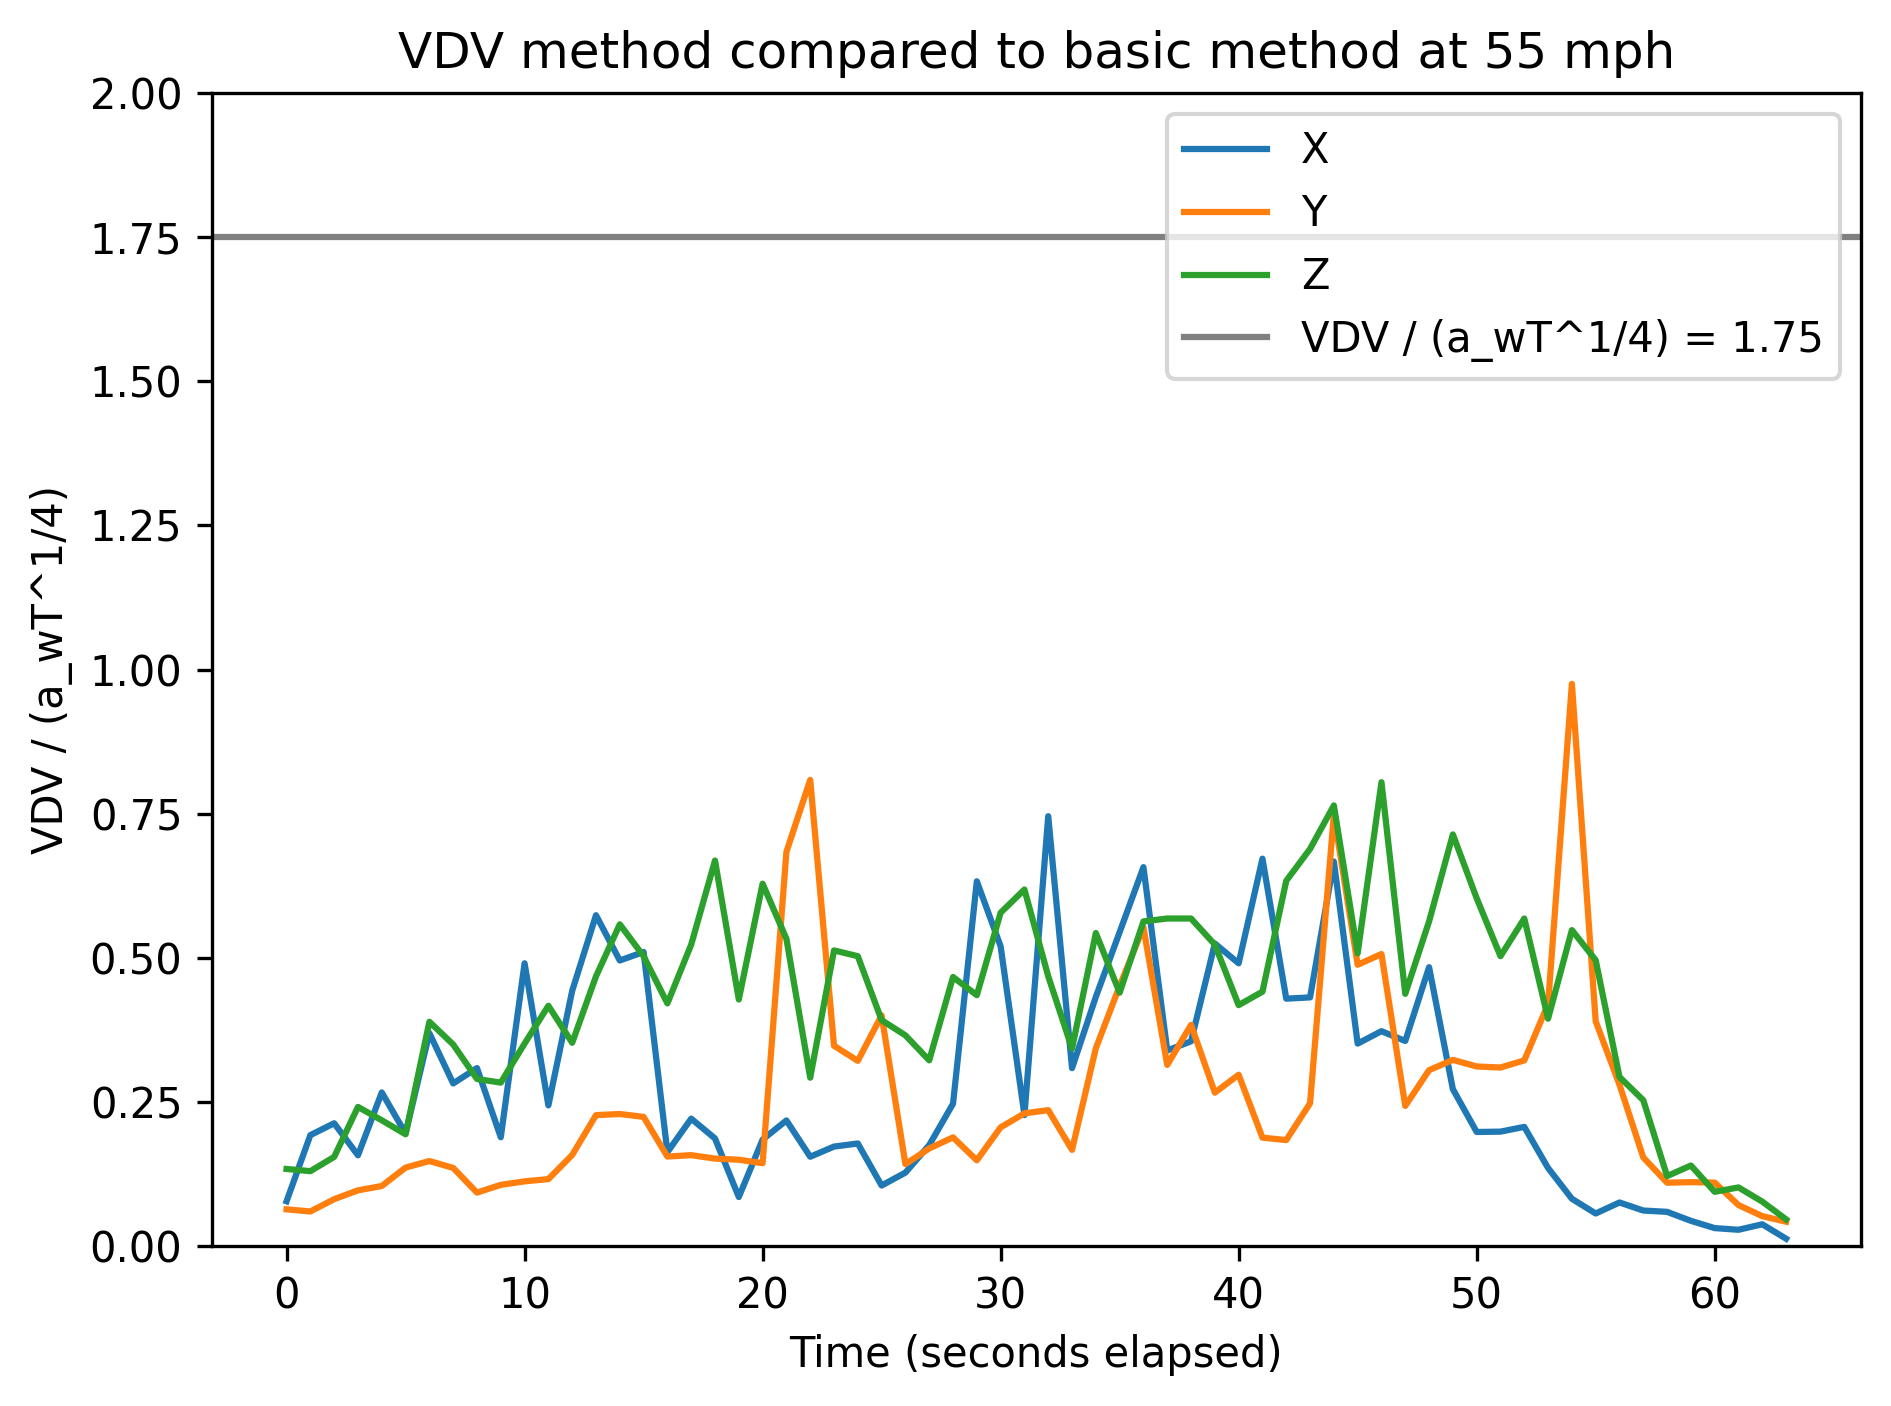 VDV method compared to basic method at 55 mph
2.00
1.75
1.50
1.25
1.00
0.75
0.50
0.25
0.00
VDV / (a_wT^1/4)
X
Y
Z
VDV / (a_wT^1/4) = 1.75
0 10 20 30 40 50 60
Time (seconds elapsed)